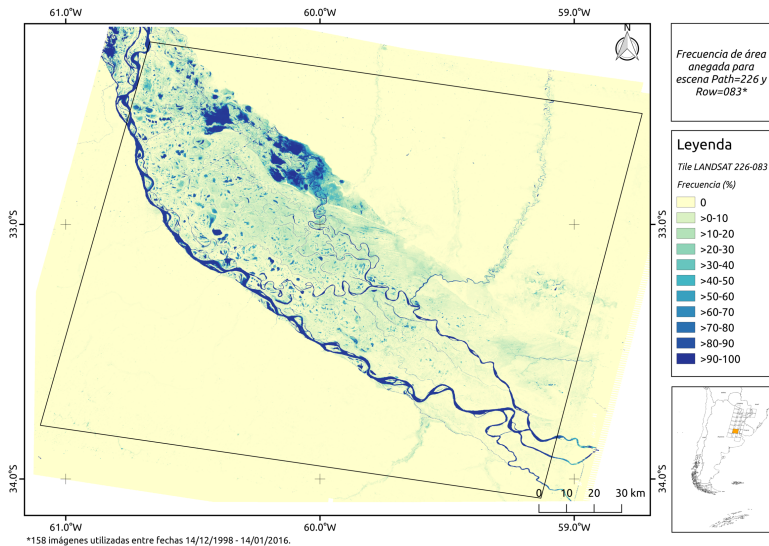 61.0°W 60.0°W 59.0°W
N
Frecuencia de área
anegada para
escena Path=226 y
Row=083*
Leyenda
Tile LANDSAT 226-083
Frecuencia (%)
0
>0-10
>10-20
>20-30
>30-40
>40-50
>50-60
>60-70
>70-80
>80-90
>90-100
33.0°S 33.0°S
34.0°S 34.0°S
0 10 20 30 km
61.0°W 60.0°W 59.0°W
*158 imágenes utilizadas entre fechas 14/12/1998 - 14/01/2016.